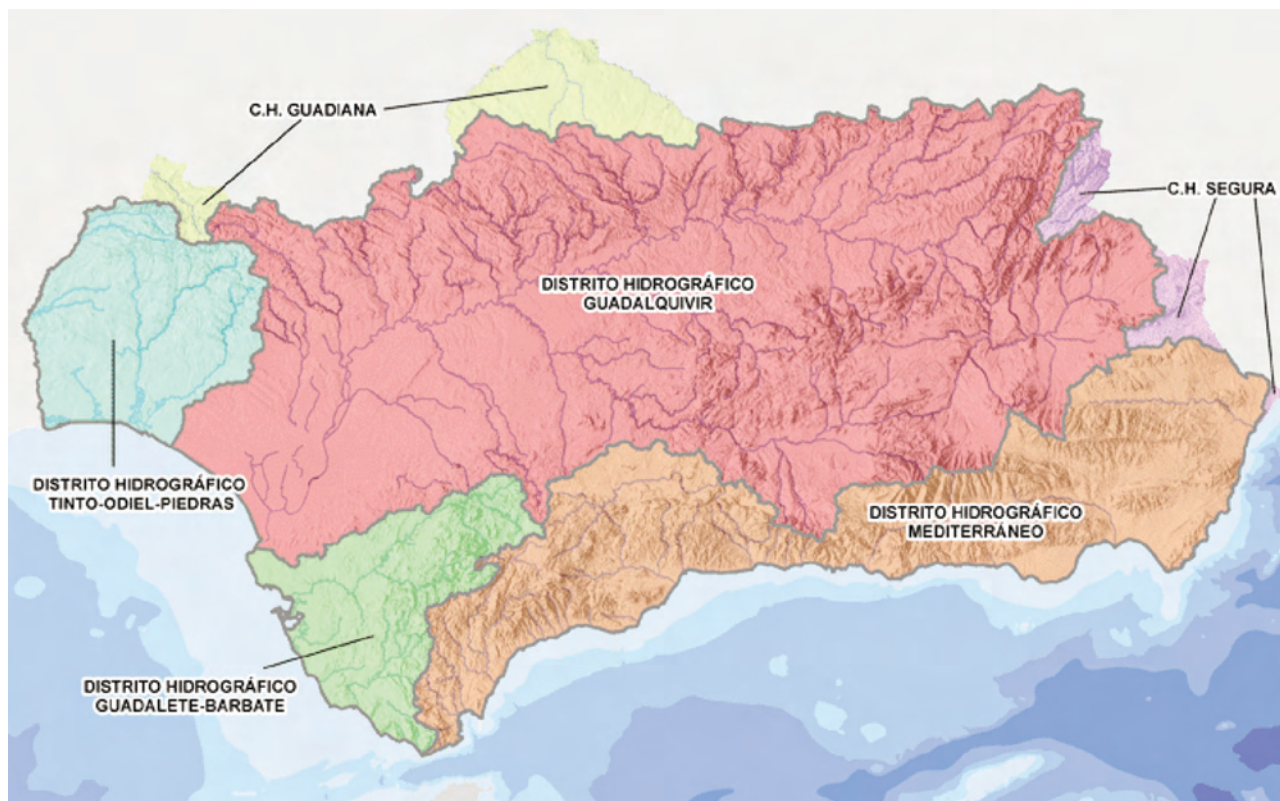 C.H. GUADIANA
C.H. SEGURA
DISTRITO HIDROGRÁFICO
GUADALQUIVIR
DISTRITO HIDROGRÁFICO
TINTO-ODIEL-PIEDRAS
DISTRITO HIDROGRÁFICO
MEDITERRÁNEO
DISTRITO HIDROGRÁFICO
GUADALETE-BARBATE